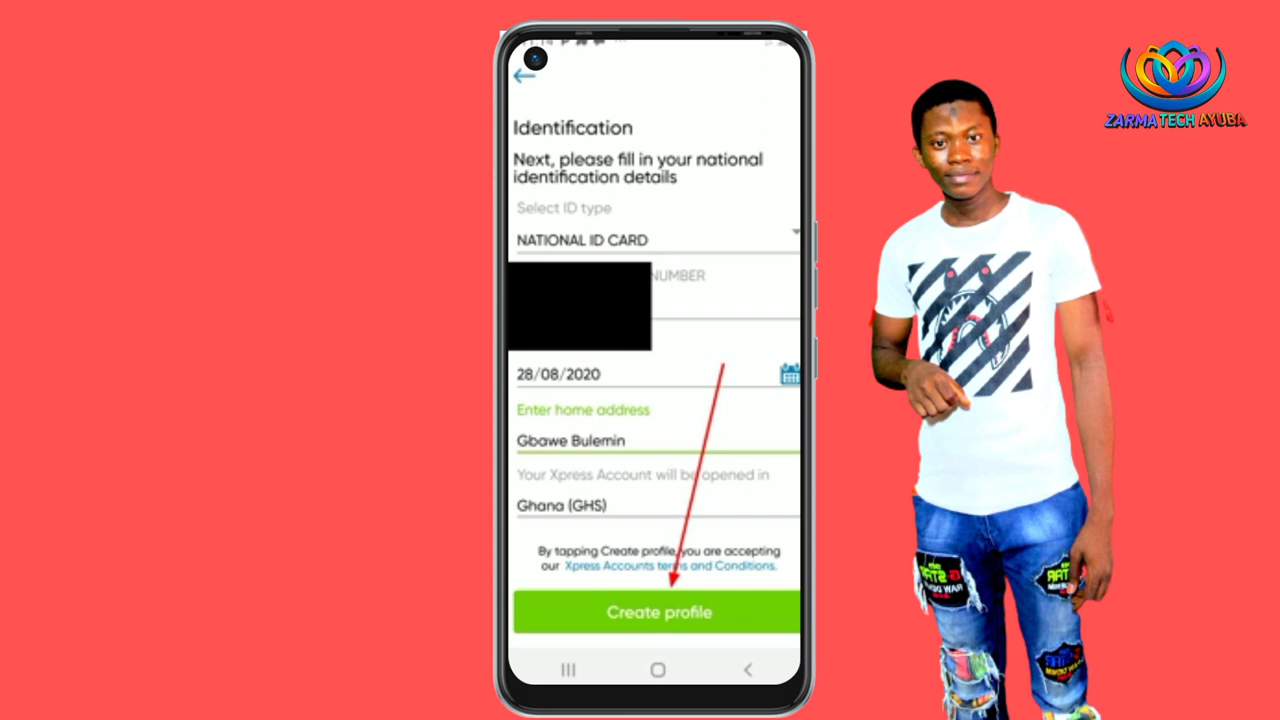 Identification
Next, please fill in your national
identification details
Select ID type
NATIONAL ID CARD
NUMBER
28/08/2020
Enter home address
Gbawe Bulemin
Your Xpress Account will be opened in
Ghana (GHS)
By tapping Create profile, you are accepting
our Xpress Accounts terms and Conditions.
Create profile
ZARMATECH AYUBA